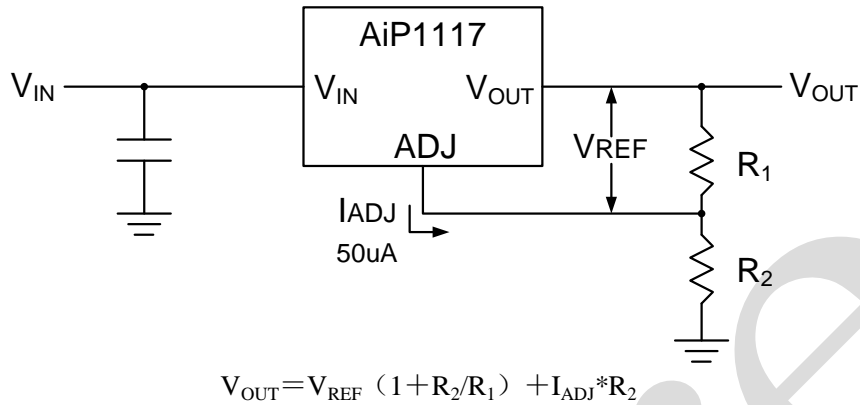 AiP1117
VIN
VIN
VOUT
VOUT
ADJ
VREF
R1
IADJ
50uA
R2
VOUT=VREF（1+R2/R1）+IADJ*R2